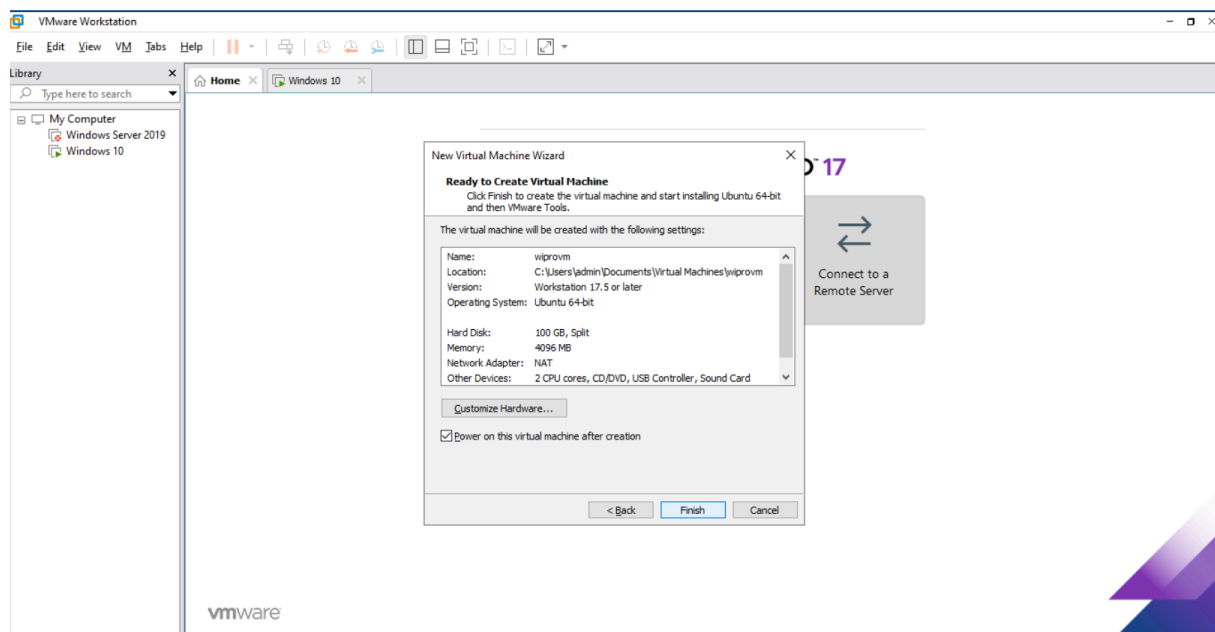 VMware Workstation
File Edit View VM Tabs Help
Library
Type here to search
My Computer
Windows Server 2019
Windows 10
Home
Windows 10
17
New Virtual Machine Wizard
Ready to Create Virtual Machine
Click Finish to create the virtual machine and start installing Ubuntu 64-bit
and then VMware Tools.
The virtual machine will be created with the following settings:
Name: wiprovm
Location: C:\Users\admin\Documents\Virtual Machines\wiprovm
Version: Workstation 17.5 or later
Operating System: Ubuntu 64-bit
Hard Disk: 100 GB, Split
Memory: 4096 MB
Network Adapter: NAT
Other Devices: 2 CPU cores, CD/DVD, USB Controller, Sound Card
Customize Hardware...
Power on this virtual machine after creation
< Back Finish Cancel
Connect to a
Remote Server
vmware